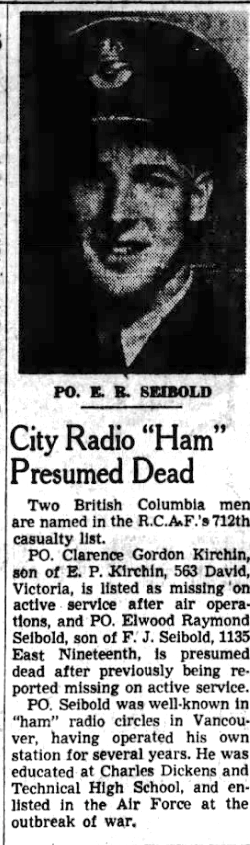 PO. E. R. SEIBOLD
City Radio "Ham"
Presumed Dead
Two British Columbia men
are named in the R.C.A.F.'s 712th
casualty list.
PO. Clarence Gordon Kirchin,
son of E. P. Kirchin, 563 David,
Victoria, is listed as missing on
active service after air opera-
tions, and PO. Elwood Raymond
Seibold, son of F. J. Seibold, 1135
East Nineteenth, is presumed
dead after previously being re-
ported missing on active service.
PO. Seibold was well-known in
"ham" radio circles in Vancou-
ver, having operated his own
station for several years. He was
educated at Charles Dickens and
Technical High School, and en-
listed in the Air Force at the
outbreak of war.